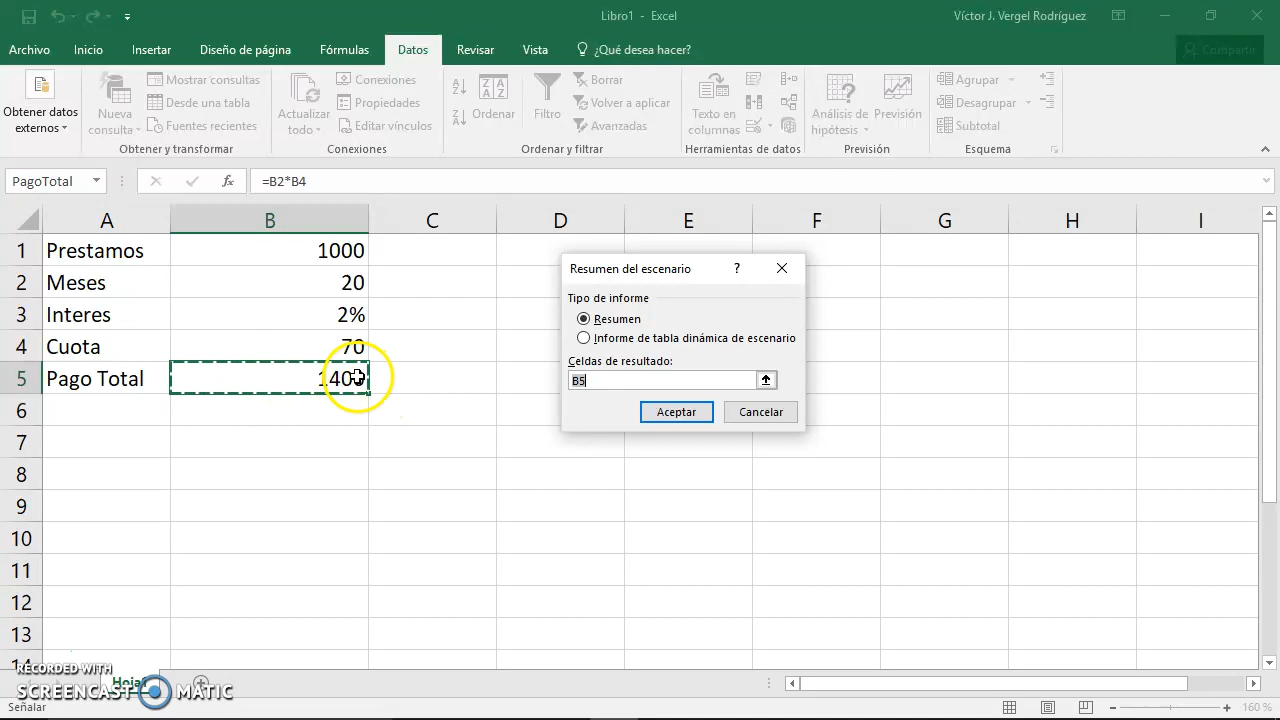 Libro1 - Excel
Víctor J. Vergel Rodríguez
Archivo Inicio Insertar Diseño de página Fórmulas Datos Revisar Vista ¿Qué desea hacer? Compartir
Obtener datos externos
Nueva consulta
Mostrar consultas
Desde una tabla
Fuentes recientes
Actualizar todo
Conexiones
Propiedades
Editar vínculos
Ordenar
Filtro
Borrar
Volver a aplicar
Avanzadas
Texto en columnas
Análisis de hipótesis
Previsión
Agrupar
Desagrupar
Subtotal
Obtener y transformar Conexiones Ordenar y filtrar Herramientas de datos Previsión Esquema
PagoTotal fx =B2*B4
A B C D E F G H I
1 Prestamos 1000
2 Meses 20
3 Interes 2%
4 Cuota 70
5 Pago Total
6
7
8
9
10
11
12
13
14
Resumen del escenario ?
Tipo de informe
Resumen
Informe de tabla dinámica de escenario
Celdas de resultado:
B5
Aceptar Cancelar
RECORDED WITH
SCREENCAST MATIC
Señalar 160 %